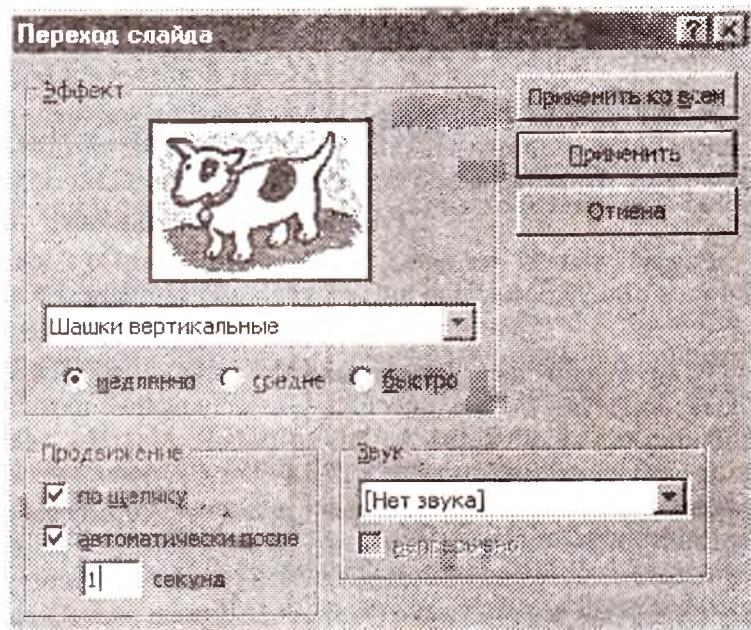 Переход слайда
Эффект
Применить ко всем
Применить
Отмена
Шашки вертикальные
медленно средне быстро
Продвижение
по щелчку
автоматически после
1 секунд
Звук
[Нет звука]
непрерывно